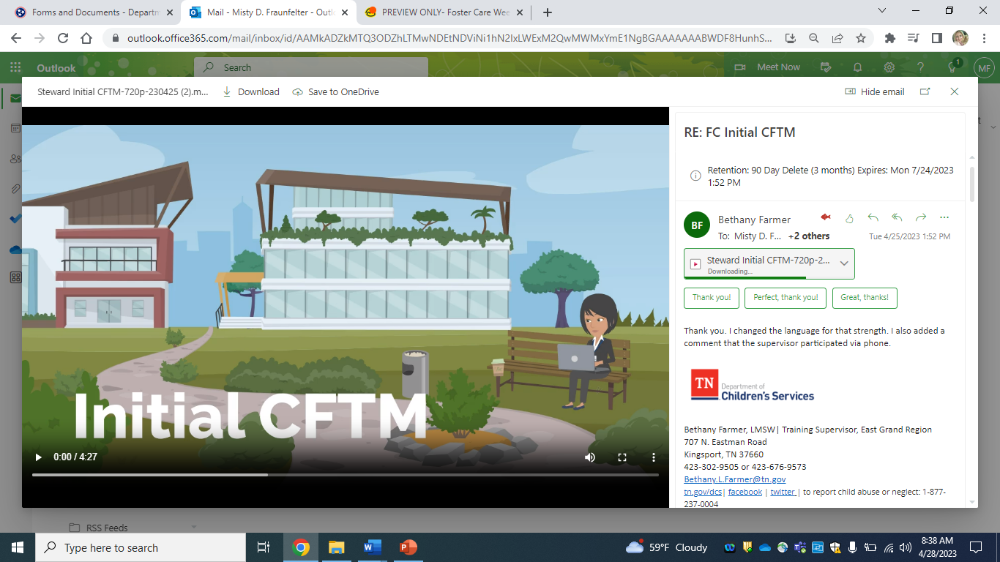 Forms and Documents - Departm
Mail - Misty D. Fraunfelter - Outlo
PREVIEW ONLY- Foster Care Wee
outlook.office365.com/mail/inbox/id/AAMkADZkMTQ3ODZhLTMwNDEtNDViNi1hN2IxLWExM2QwMWMxYmE1NgBGAAAAAAABWDF8HunhS...
Outlook
Search
Meet Now
1
MF
Steward Initial CFTM-720p-230425 (2).m...
Download
Save to OneDrive
Hide email
RE: FC Initial CFTM
Retention: 90 Day Delete (3 months) Expires: Mon 7/24/2023
1:52 PM
BF
Bethany Farmer
To: Misty D. F... +2 others
Tue 4/25/2023 1:52 PM
Steward Initial CFTM-720p-2...
Downloading...
Thank you!
Perfect, thank you!
Great, thanks!
Thank you. I changed the language for that strength. I also added a
comment that the supervisor participated via phone.
TN
Department of
Children's Services
Bethany Farmer, LMSW| Training Supervisor, East Grand Region
707 N. Eastman Road
Kingsport, TN 37660
423-302-9505 or 423-676-9573
Bethany.L.Farmer@tn.gov
tn.gov/dcs| facebook | twitter | to report child abuse or neglect: 1-877-
237-0004
Initial CFTM
0:00 / 4:27
RSS Feeds
Type here to search
59°F Cloudy
8:38 AM
4/28/2023